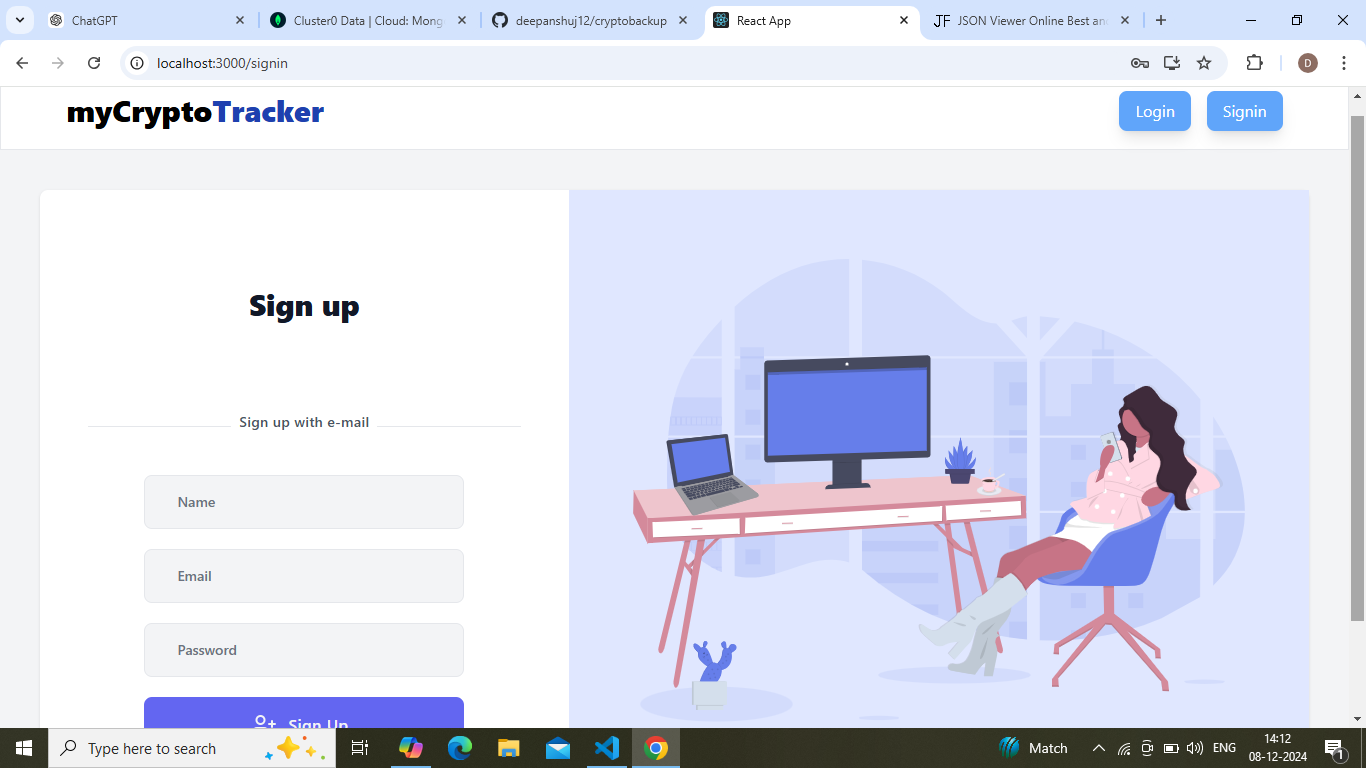 ChatGPT
Cluster0 Data | Cloud: Mong
deepanshuj12/cryptobackup
React App
JSON Viewer Online Best and
localhost:3000/signin
D
myCryptoTracker
Login
Signin
Sign up
Sign up with e-mail
Name
Email
Password
Sign Up
Type here to search
Match
ENG
14:12
08-12-2024
1